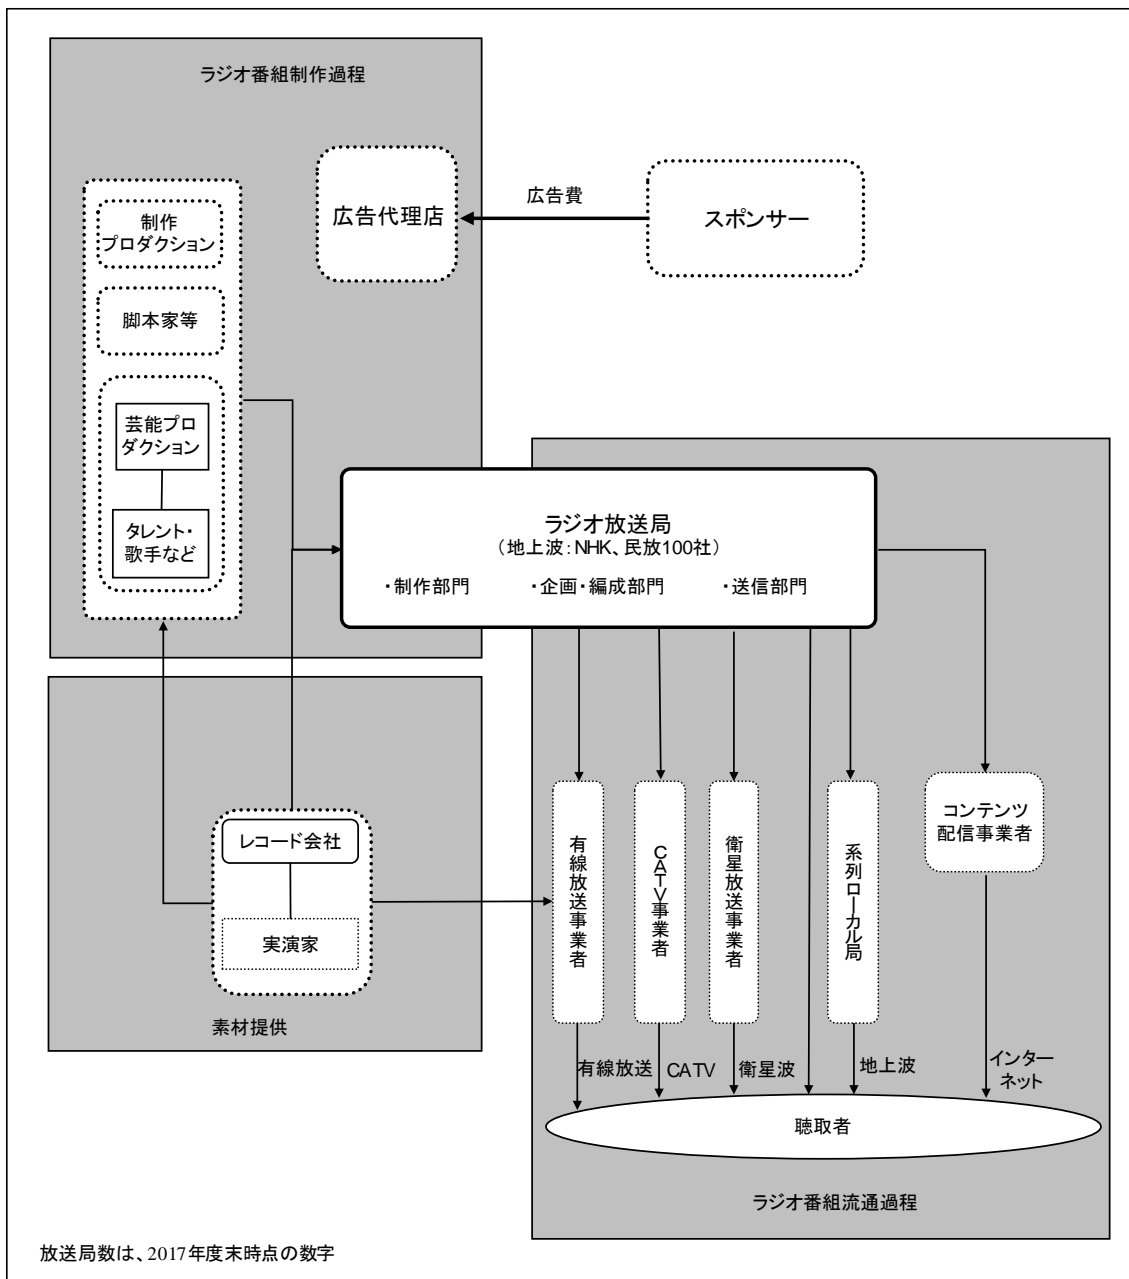 ラジオ番組制作過程
広告代理店
広告費
スポンサー
制作
プロダクション
脚本家等
芸能プロ
ダクション
タレント・
歌手など
ラジオ放送局
（地上波：NHK、民放100社）
・制作部門
・企画・編成部門
・送信部門
レコード会社
実演家
素材提供
有線放送事業者
CATV事業者
衛星放送事業者
系列ローカル局
コンテンツ
配信事業者
有線放送
CATV
衛星波
地上波
インター
ネット
聴取者
ラジオ番組流通過程
放送局数は、2017年度末時点の数字